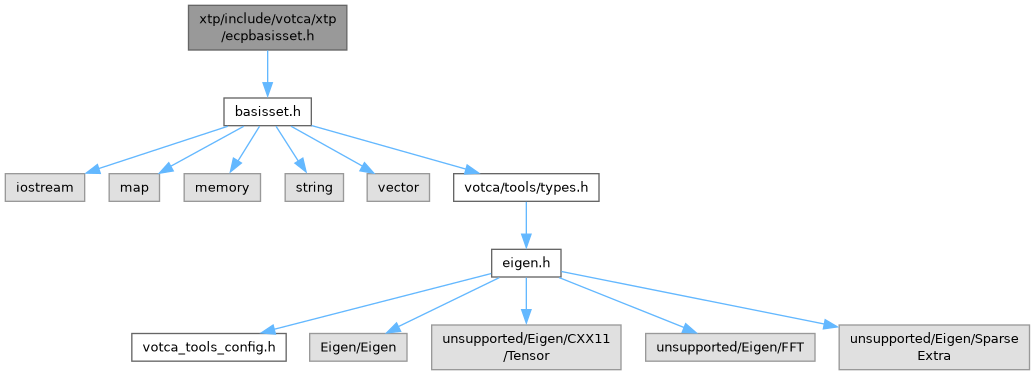 xtp/include/votca/xtp
/ecpbasisset.h
basisset.h
iostream
map
memory
string
vector
votca/tools/types.h
eigen.h
votca_tools_config.h
Eigen/Eigen
unsupported/Eigen/CXX11
/Tensor
unsupported/Eigen/FFT
unsupported/Eigen/Sparse
Extra